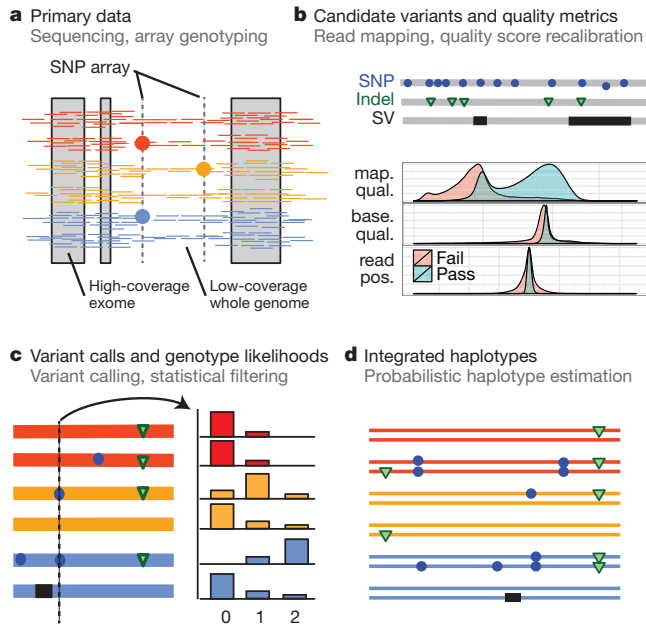 a Primary data
Sequencing, array genotyping
SNP array
High-coverage
exome
Low-coverage
whole genome
b Candidate variants and quality metrics
Read mapping, quality score recalibration
SNP
Indel
SV
map.
qual.
base.
qual.
read
pos.
Fail
Pass
c Variant calls and genotype likelihoods
Variant calling, statistical filtering
0 1 2
d Integrated haplotypes
Probabilistic haplotype estimation